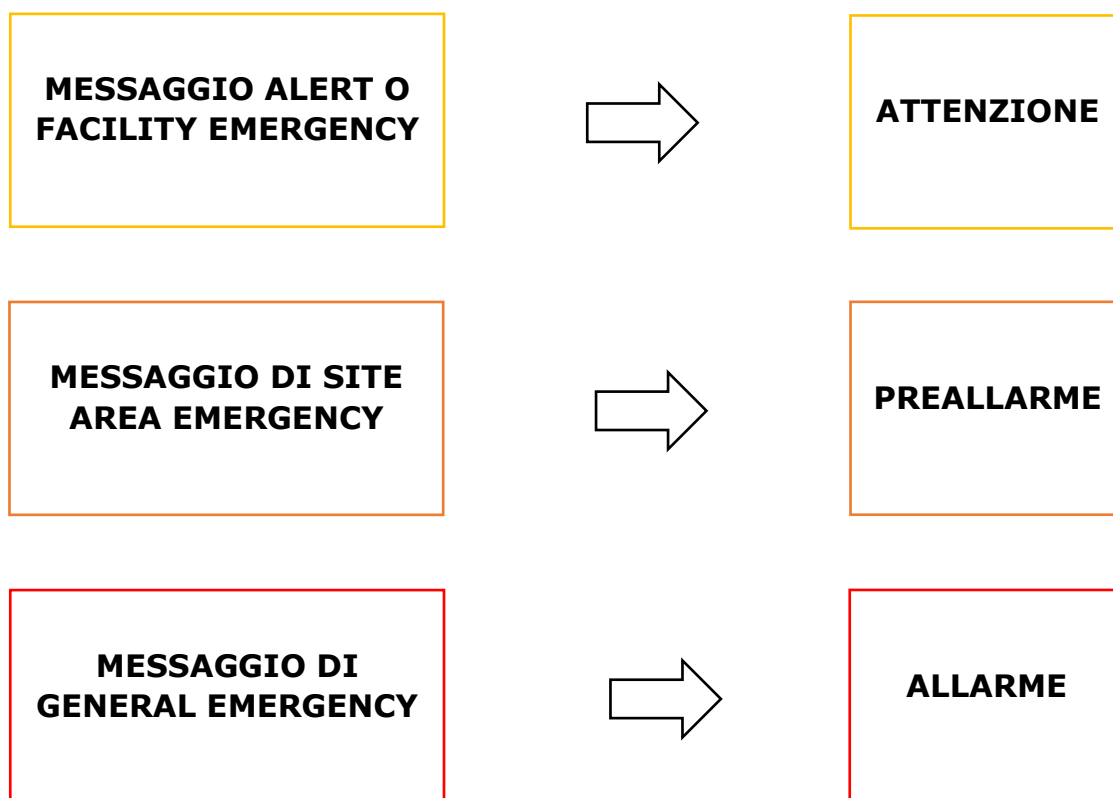 MESSAGGIO ALERT O
FACILITY EMERGENCY
ATTENZIONE
MESSAGGIO DI SITE
AREA EMERGENCY
PREALLARME
MESSAGGIO DI
GENERAL EMERGENCY
ALLARME